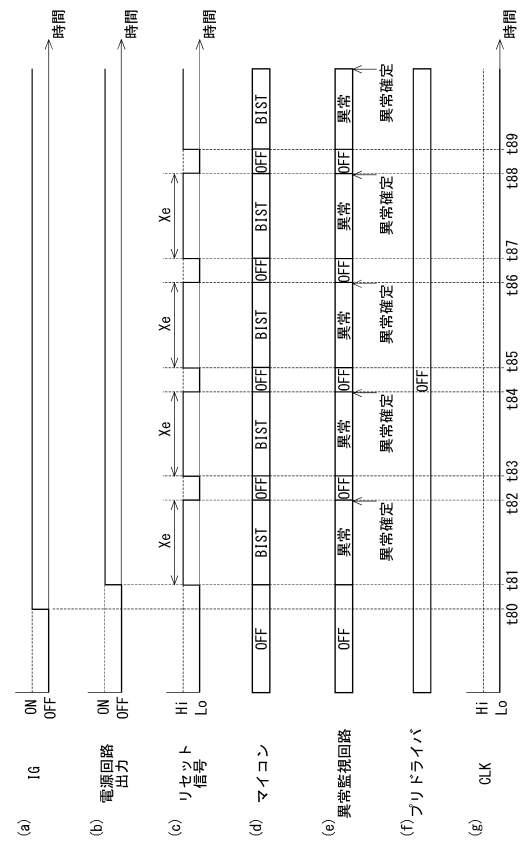 (a) IG ON OFF 時間
(b) 電源回路
出力 ON OFF 時間
(c) リセット
信号 Hi Lo Xe Xe Xe Xe 時間
(d) マイコン OFF BIST OFF BIST OFF BIST OFF BIST OFF BIST
(e) 異常監視回路 OFF 異常 OFF 異常 OFF 異常 OFF 異常 OFF 異常
異常確定 異常確定 異常確定 異常確定 異常確定
(f) プリドライバ OFF
(g) CLK Hi Lo 時間
t80 t81 t82 t83 t84 t85 t86 t87 t88 t89